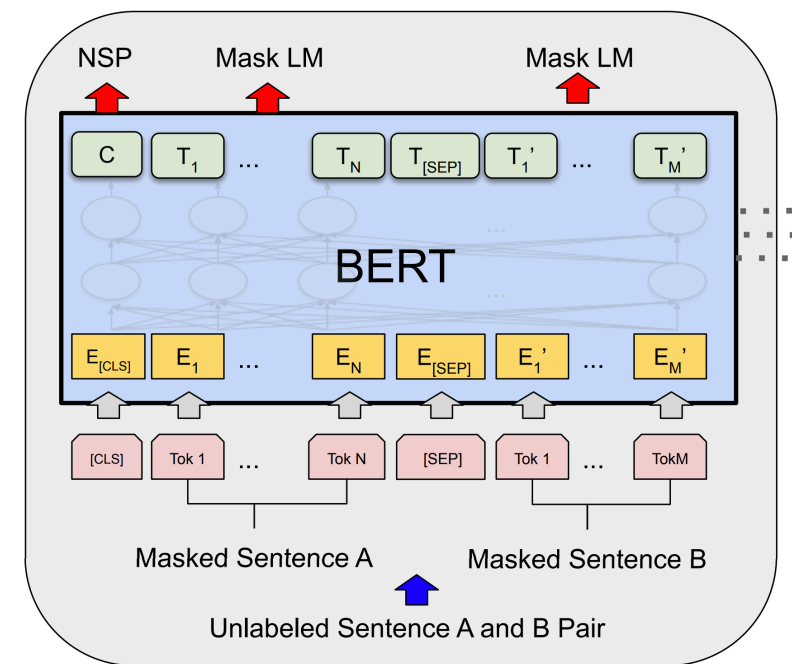 NSP Mask LM Mask LM
C T1 ... TN T[SEP] T1’ ... TM’
...
BERT
...
E[CLS] E1 ... EN E[SEP] E1’ ... EM’
[CLS] Tok 1 ... Tok N [SEP] Tok 1 ... TokM
Masked Sentence A Masked Sentence B
Unlabeled Sentence A and B Pair